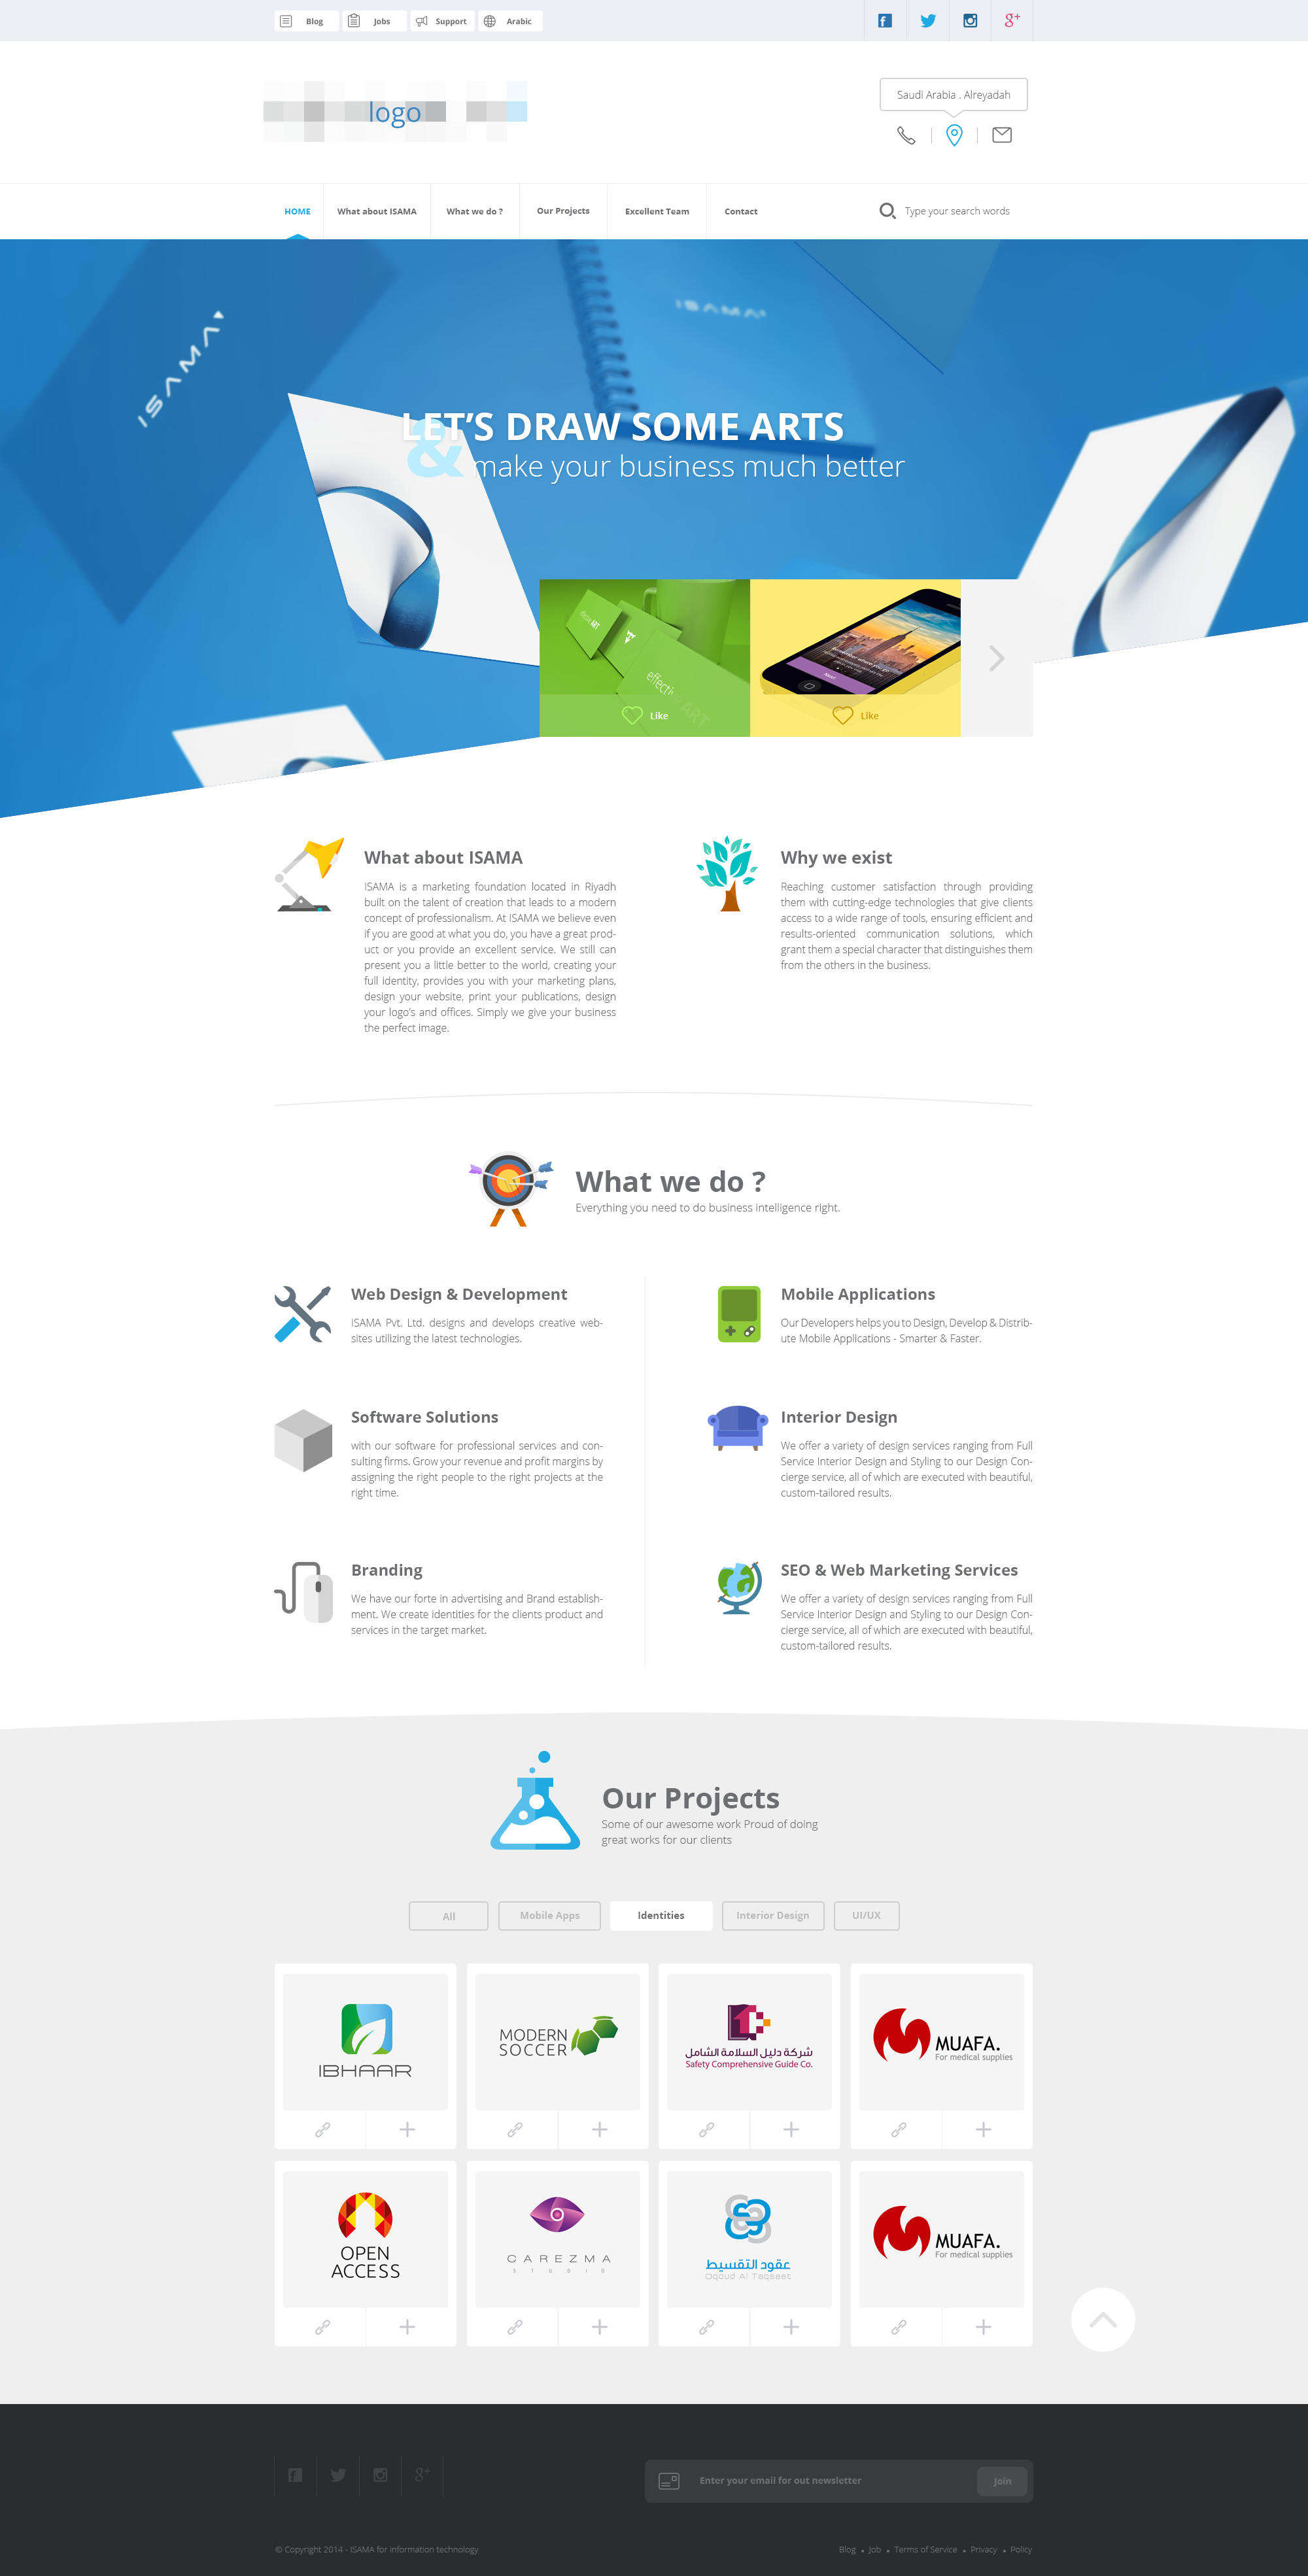 Blog
Jobs
Support
Arabic
logo
Saudi Arabia . Alreyadah
HOME
What about ISAMA
What we do ?
Our Projects
Excellent Team
Contact
Type your search words
ISAMA
ISAMA
LET'S DRAW SOME ARTS
& make your business much better
Like
Like
What about ISAMA
ISAMA is a marketing foundation located in Riyadh
built on the talent of creation that leads to a modern
concept of professionalism. At ISAMA we believe even
if you are good at what you do, you have a great prod-
uct or you provide an excellent service. We still can
present you a little better to the world, creating your
full identity, provides you with your marketing plans,
design your website, print your publications, design
your logo's and offices. Simply we give your business
the perfect image.
Why we exist
Reaching customer satisfaction through providing
them with cutting-edge technologies that give clients
access to a wide range of tools, ensuring efficient and
results-oriented communication solutions, which
grant them a special character that distinguishes them
from the others in the business.
What we do ?
Everything you need to do business intelligence right.
Web Design & Development
ISAMA Pvt. Ltd. designs and develops creative web-
sites utilizing the latest technologies.
Mobile Applications
Our Developers helps you to Design, Develop & Distrib-
ute Mobile Applications - Smarter & Faster.
Software Solutions
with our software for professional services and con-
sulting firms. Grow your revenue and profit margins by
assigning the right people to the right projects at the
right time.
Interior Design
We offer a variety of design services ranging from Full
Service Interior Design and Styling to our Design Con-
cierge service, all of which are executed with beautiful,
custom-tailored results.
Branding
We have our forte in advertising and Brand establish-
ment. We create identities for the clients product and
services in the target market.
SEO & Web Marketing Services
We offer a variety of design services ranging from Full
Service Interior Design and Styling to our Design Con-
cierge service, all of which are executed with beautiful,
custom-tailored results.
Our Projects
Some of our awesome work Proud of doing
great works for our clients
All
Mobile Apps
Identities
Interior Design
UI/UX
IBHAAR
MODERN
SOCCER
شركة دليل السلامة الشامل
Safety Comprehensive Guide Co.
MUAFA.
For medical supplies
OPEN
ACCESS
CAREZMA
STUDIO
عقود التقسيط
Oqoud Al Taqseet
MUAFA.
For medical supplies
Enter your email for out newsletter
Join
© Copyright 2014 - ISAMA for information technology
Blog • Job • Terms of Service • Privacy • Policy